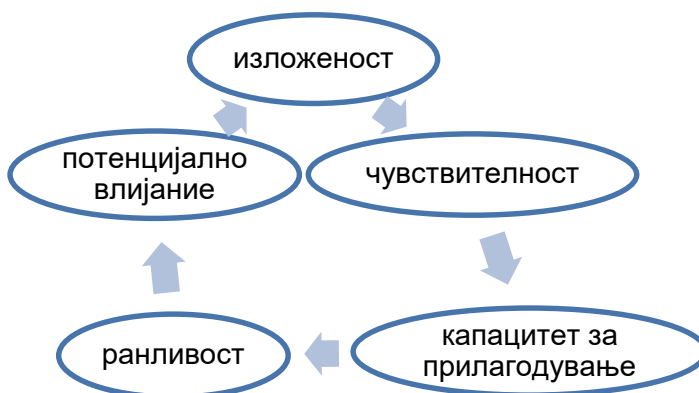 изложеност
чувствителност
капацитет за
прилагодување
ранливост
потенцијално
влијание